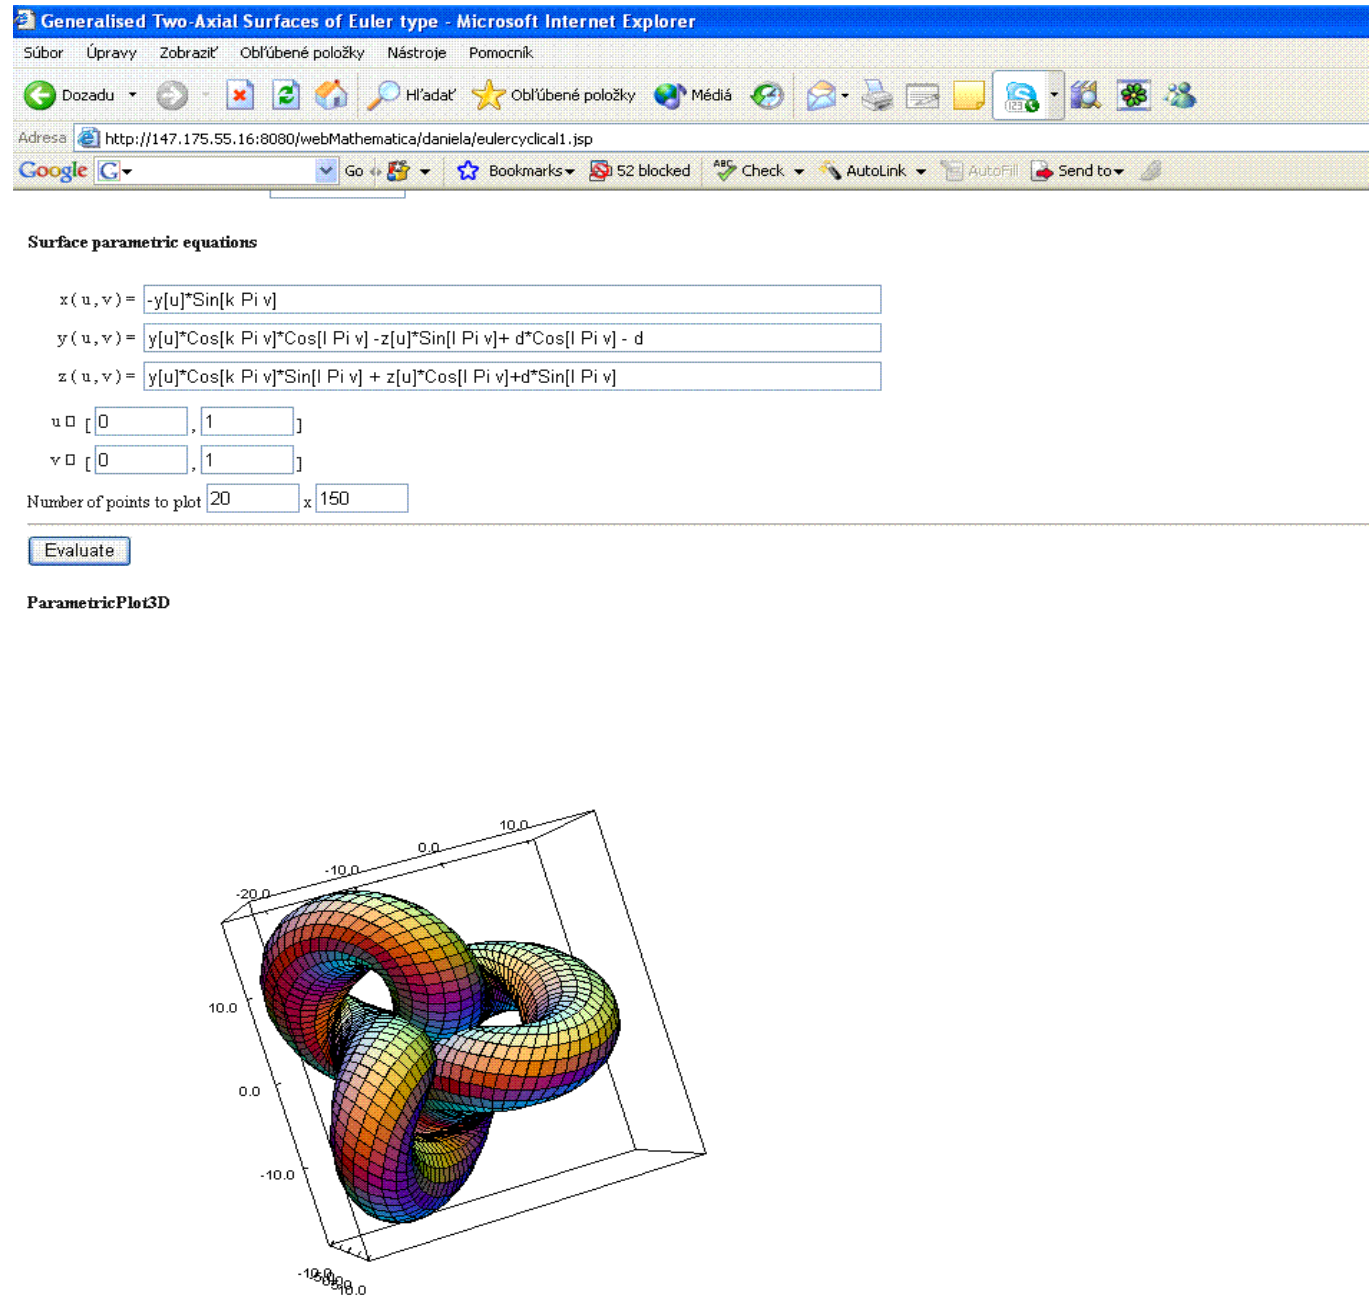 Generalised Two-Axial Surfaces of Euler type - Microsoft Internet Explorer
Súbor Úpravy Zobraziť Obľúbené položky Nástroje Pomocník
Dozadu Hľadať Obľúbené položky Médiá
Adresa http://147.175.55.16:8080/webMathematica/daniela/eulercyclical1.jsp
Google G Go Bookmarks 52 blocked Check AutoLink AutoFill Send to
Surface parametric equations
x(u,v)= -y[u]*Sin[k Pi v]
y(u,v)= y[u]*Cos[k Pi v]*Cos[l Pi v] -z[u]*Sin[l Pi v]+ d*Cos[l Pi v] - d
z(u,v)= y[u]*Cos[k Pi v]*Sin[l Pi v] + z[u]*Cos[l Pi v]+d*Sin[l Pi v]
u [0 ,1 ]
v [0 ,1 ]
Number of points to plot 20 x 150
Evaluate
ParametricPlot3D
10.0
0.0
-10.0
-20.0
10.0
0.0
-10.0
-10.0
10.0